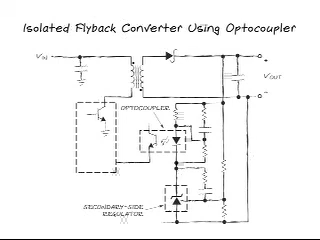 Isolated Flyback Converter Using Optocoupler
VIN
+
VOUT
−
OPTOCOUPLER
SECONDARY-SIDE
REGULATOR